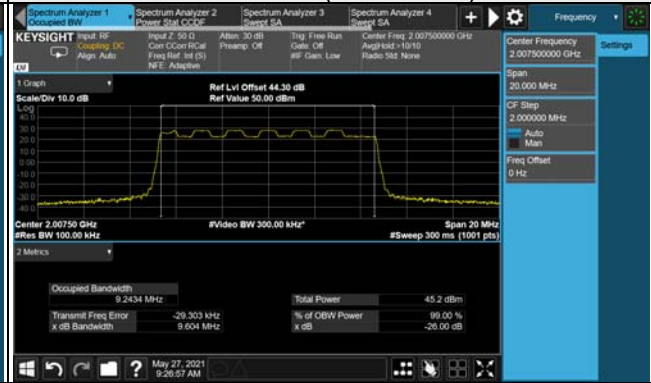 Spectrum Analyzer 1
Occupied BW
Spectrum Analyzer 2
Power Stat CCDF
Spectrum Analyzer 3
Swept SA
Spectrum Analyzer 4
Swept SA
Frequency
KEYSIGHT
Input: RF
Coupling: DC
Align: Auto
Input Z: 50 Ω
Corr CCorr RCal
Freq Ref: Int (S)
NFE: Adaptive
Atten: 30 dB
Preamp: Off
Trig: Free Run
Gate: Off
#IF Gain: Low
Center Freq: 2.007500000 GHz
Avg|Hold:>10/10
Radio Std: None
LXI
Center Frequency
2.007500000 GHz
Settings
Span
20.000 MHz
CF Step
2.000000 MHz
Auto
Man
Freq Offset
0 Hz
1 Graph
Scale/Div 10.0 dB
Ref Lvl Offset 44.30 dB
Ref Value 50.00 dBm
Log
40.0
30.0
20.0
10.0
0.00
-10.0
-20.0
-30.0
-40.0
Center 2.00750 GHz
#Res BW 100.00 kHz
#Video BW 300.00 kHz*
Span 20 MHz
#Sweep 300 ms (1001 pts)
2 Metrics
Occupied Bandwidth
9.2434 MHz
Total Power 45.2 dBm
Transmit Freq Error -29.303 kHz
% of OBW Power 99.00 %
x dB Bandwidth 9.604 MHz
x dB -26.00 dB
May 27, 2021
9:26:57 AM